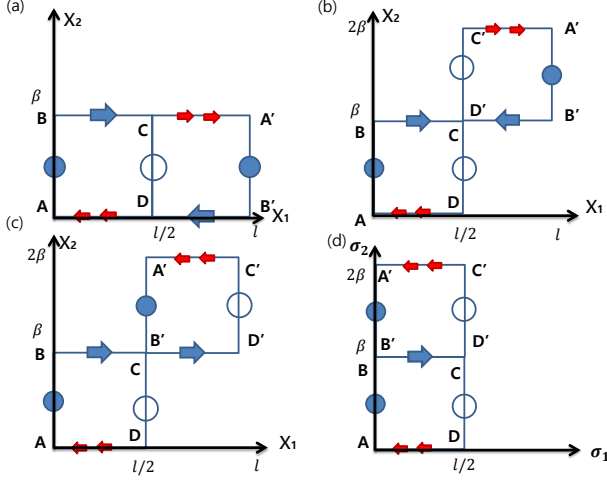 (a)
X₂
β
B
C
A′
A
D
B′
X₁
l/2
l
(b)
X₂
2β
C′
A′
β
B
C
D′
B′
A
D
X₁
l/2
l
(c)
X₂
2β
A′
C′
β
B
B′
C
D′
A
D
X₁
l/2
l
(d)
σ₂
2β
A′
C′
β
B′
D′
B
C
A
D
l/2
σ₁